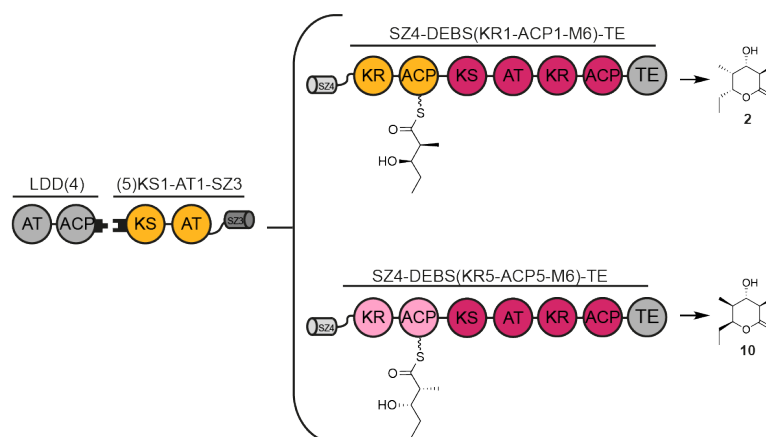 SZ4-DEBS(KR1-ACP1-M6)-TE
SZ4 KR ACP KS AT KR ACP TE
OH
O
2
S
O
HO
LDD(4) (5)KS1-AT1-SZ3
AT ACP KS AT SZ3
SZ4-DEBS(KR5-ACP5-M6)-TE
SZ4 KR ACP KS AT KR ACP TE
OH
O
10
S
O
HO